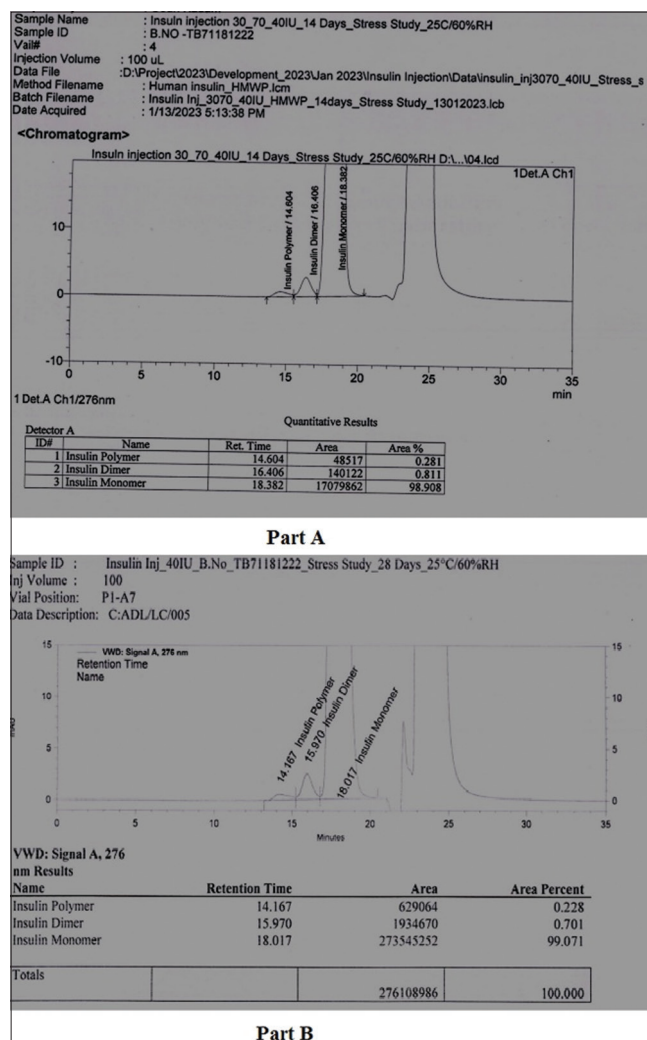 Sample Name : Insuln injection 30_70_40IU_14 Days_Stress Study_25C/60%RH
Sample ID : B.NO -TB71181222
Vail# : 4
Injection Volume : 100 uL
Data File :D:\Project\2023\Development_2023\Jan 2023\Insulin Injection\Data\insulin_inj3070_40IU_Stress_s
Method Filename : Human insulin_HMWP.lcm
Batch Filename : Insulin Inj_3070_40IU_HMWP_14days_Stress Study_13012023.lcb
Date Acquired : 1/13/2023 5:13:38 PM
<Chromatogram>
Insuln injection 30_70_40IU_14 Days_Stress Study_25C/60%RH D:\...\04.lcd
1Det.A Ch1
Insulin Polymer / 14.604
Insulin Dimer / 16.406
Insulin Monomer / 18.382
10
0
-10
0 5 10 15 20 25 30 35
min
1 Det.A Ch1/276nm
Quantitative Results
Detector A
ID# Name Ret. Time Area Area %
1 Insulin Polymer 14.604 48517 0.281
2 Insulin Dimer 16.406 140122 0.811
3 Insulin Monomer 18.382 17079862 98.908
Part A
Sample ID : Insulin Inj_40IU_B.No_TB71181222_Stress Study_28 Days_25°C/60%RH
Inj Volume : 100
Vial Position: P1-A7
Data Description: C:ADL/LC/005
15 15
VWD: Signal A, 276 nm
Retention Time
Name
14.167 Insulin Polymer
15.970 Insulin Dimer
18.017 Insulin Monomer
10 10
5 5
0 0
0 5 10 15 20 25 30 35
Minutes
VWD: Signal A, 276
nm Results
Name Retention Time Area Area Percent
Insulin Polymer 14.167 629064 0.228
Insulin Dimer 15.970 1934670 0.701
Insulin Monomer 18.017 273545252 99.071
Totals
276108986 100.000
Part B